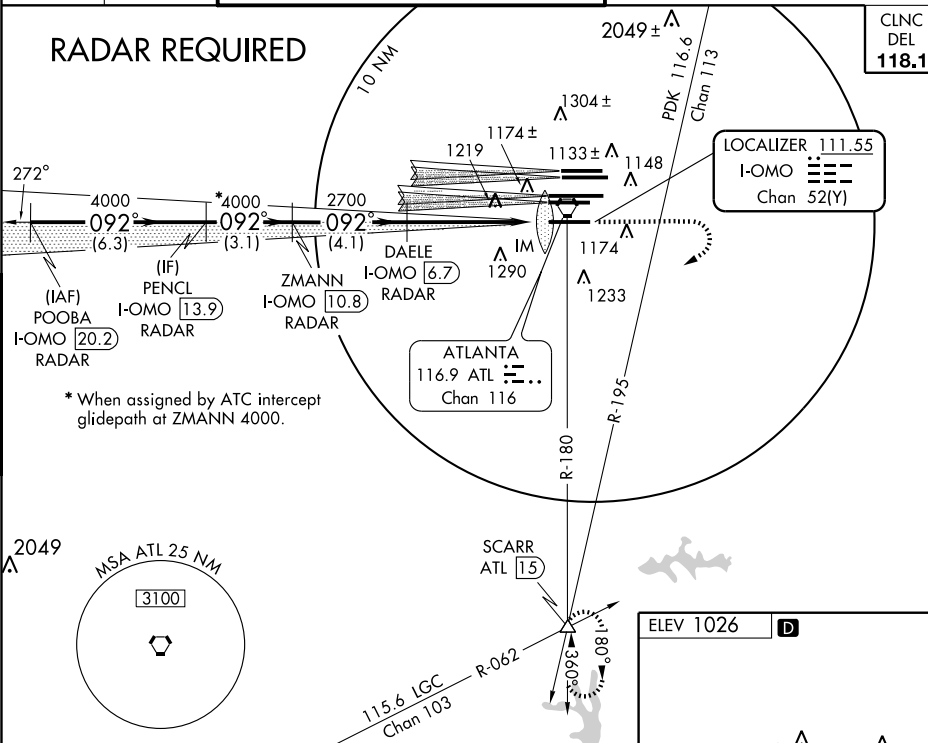 RADAR REQUIRED
CLNC
DEL
118.1
2049 ±
10 NM
PDK 116.6
Chan 113
1304 ±
1174 ±
1219
1133 ±
1148
LOCALIZER 111.55
I-OMO
Chan 52(Y)
272°
4000
*4000
2700
092°
092°
092°
(6.3)
(3.1)
(4.1)
IM
1174
1290
1233
DAELE
I-OMO 6.7
RADAR
ZMANN
I-OMO 10.8
RADAR
(IF)
PENCL
I-OMO 13.9
RADAR
(IAF)
POOBA
I-OMO 20.2
RADAR
ATLANTA
116.9 ATL
Chan 116
* When assigned by ATC intercept
glidepath at ZMANN 4000.
R-195
R-180
2049
MSA ATL 25 NM
3100
SCARR
ATL 15
180°
360°
R-062
115.6 LGC
Chan 103
ELEV 1026 D